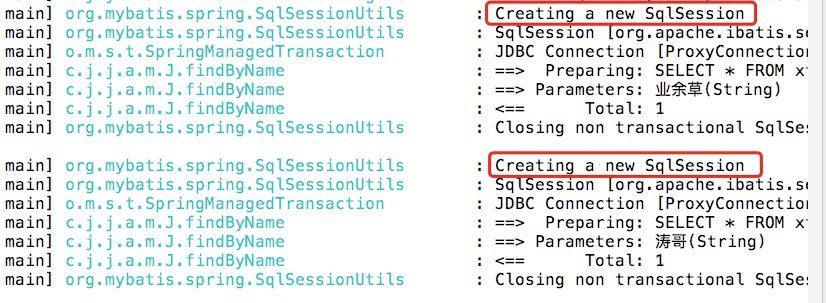 main] org.mybatis.spring.SqlSessionUtils : Creating a new SqlSession
main] org.mybatis.spring.SqlSessionUtils : SqlSession [org.apache.ibatis.se
main] o.m.s.t.SpringManagedTransaction : JDBC Connection [ProxyConnection
main] c.j.j.a.m.J.findByName : ==> Preparing: SELECT * FROM x
main] c.j.j.a.m.J.findByName : ==> Parameters: 业余草(String)
main] c.j.j.a.m.J.findByName : <== Total: 1
main] org.mybatis.spring.SqlSessionUtils : Closing non transactional SqlSes
main] org.mybatis.spring.SqlSessionUtils : Creating a new SqlSession
main] org.mybatis.spring.SqlSessionUtils : SqlSession [org.apache.ibatis.se
main] o.m.s.t.SpringManagedTransaction : JDBC Connection [ProxyConnection
main] c.j.j.a.m.J.findByName : ==> Preparing: SELECT * FROM x
main] c.j.j.a.m.J.findByName : ==> Parameters: 涛哥(String)
main] c.j.j.a.m.J.findByName : <== Total: 1
main] org.mybatis.spring.SqlSessionUtils : Closing non transactional SqlSes